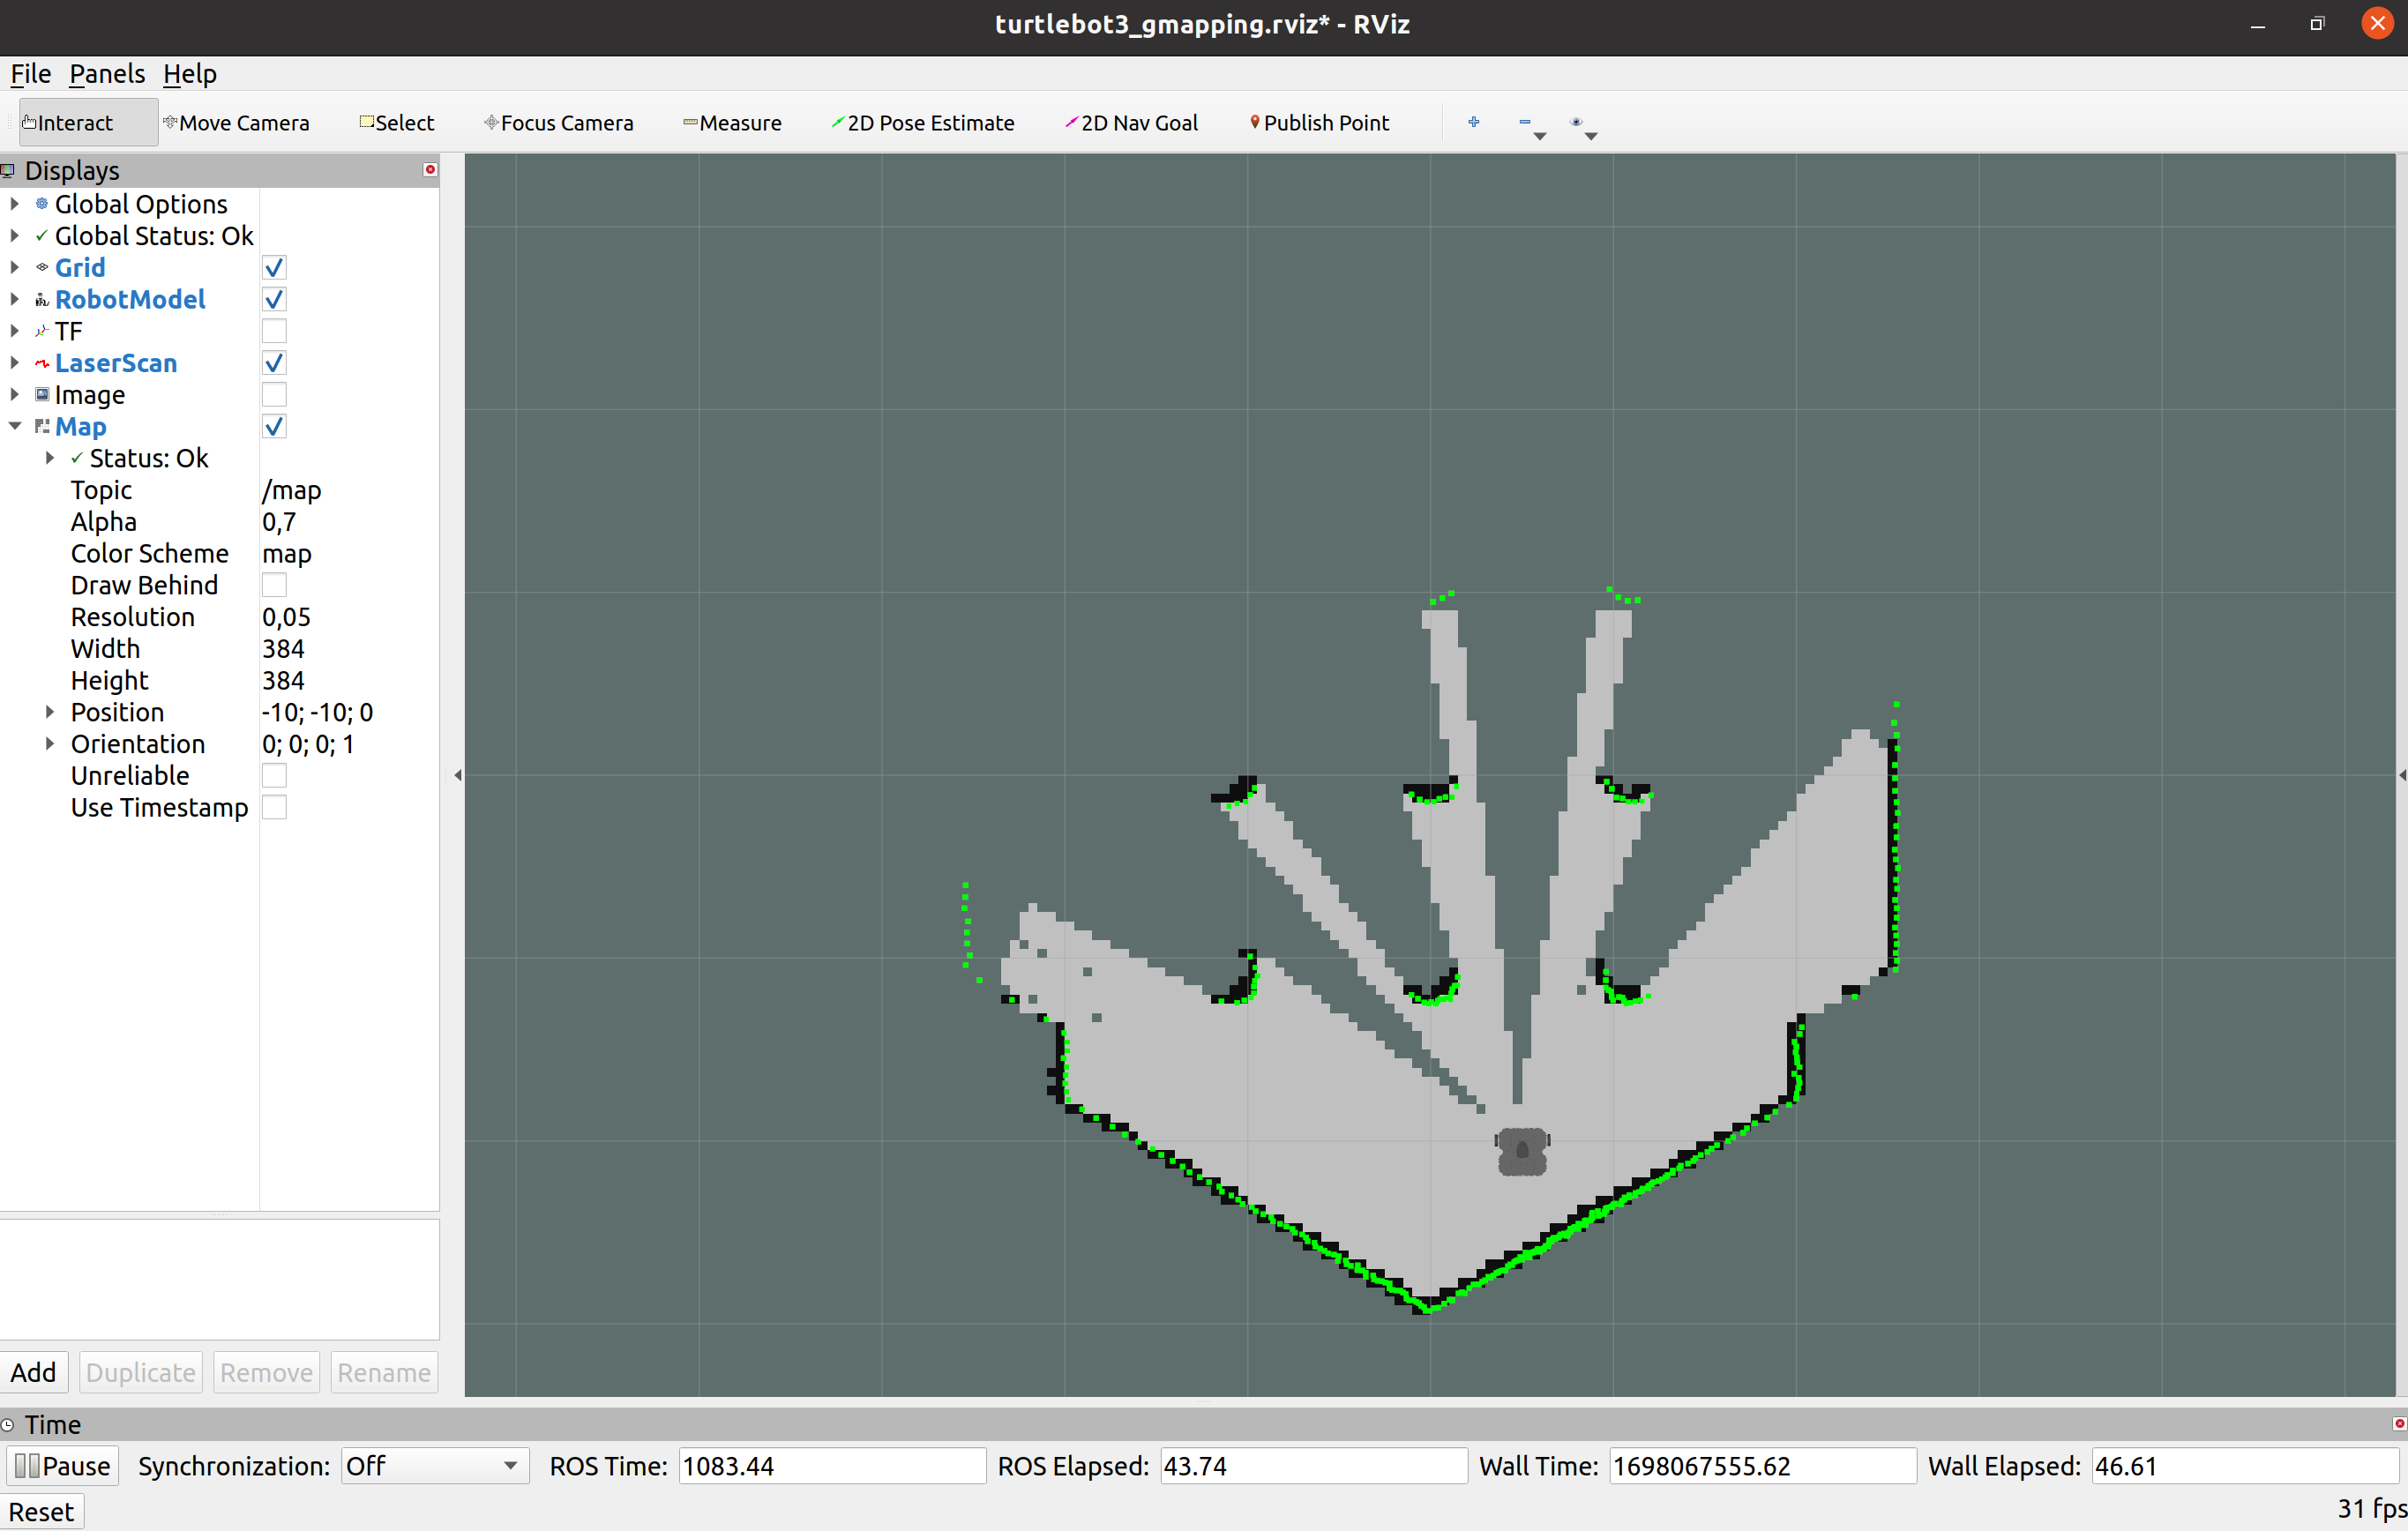 turtlebot3_gmapping.rviz* - RViz
File Panels Help
Interact Move Camera Select Focus Camera Measure 2D Pose Estimate 2D Nav Goal Publish Point
Displays
Global Options
Global Status: Ok
Grid
RobotModel
TF
LaserScan
Image
Map
Status: Ok
Topic /map
Alpha 0,7
Color Scheme map
Draw Behind
Resolution 0,05
Width 384
Height 384
Position -10; -10; 0
Orientation 0; 0; 0; 1
Unreliable
Use Timestamp
Add Duplicate Remove Rename
Time
Pause Synchronization: Off ROS Time: 1083.44 ROS Elapsed: 43.74 Wall Time: 1698067555.62 Wall Elapsed: 46.61
Reset 31 fps